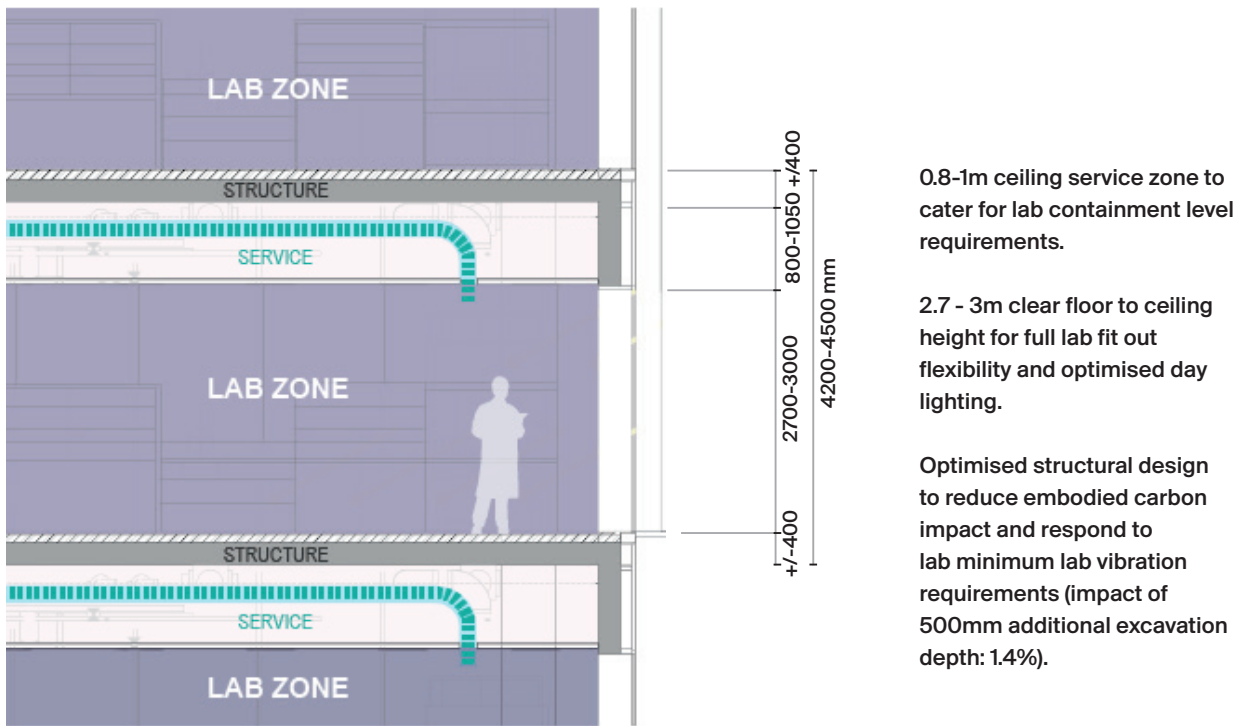 LAB ZONE
STRUCTURE
SERVICE
LAB ZONE
STRUCTURE
SERVICE
LAB ZONE
+/400
800-1050
2700-3000
+/-400
4200-4500 mm
0.8-1m ceiling service zone to
cater for lab containment level
requirements.
2.7 - 3m clear floor to ceiling
height for full lab fit out
flexibility and optimised day
lighting.
Optimised structural design
to reduce embodied carbon
impact and respond to
lab minimum lab vibration
requirements (impact of
500mm additional excavation
depth: 1.4%).